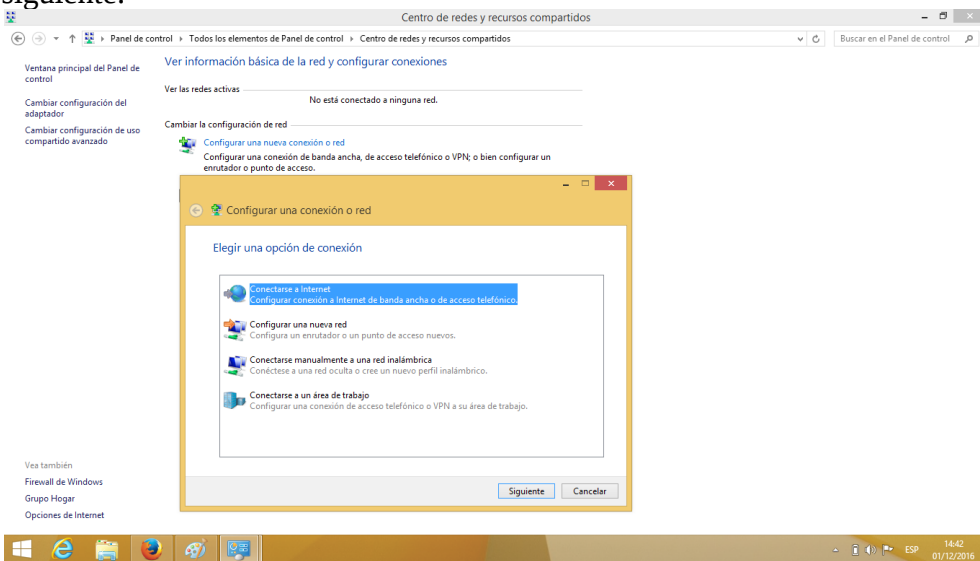 siguiente.
Centro de redes y recursos compartidos
Panel de control ▸ Todos los elementos de Panel de control ▸ Centro de redes y recursos compartidos
Buscar en el Panel de control
Ventana principal del Panel de
control
Cambiar configuración del
adaptador
Cambiar configuración de uso
compartido avanzado
Ver información básica de la red y configurar conexiones
Ver las redes activas
No está conectado a ninguna red.
Cambiar la configuración de red
Configurar una nueva conexión o red
Configurar una conexión de banda ancha, de acceso telefónico o VPN; o bien configurar un
enrutador o punto de acceso.
Configurar una conexión o red
Elegir una opción de conexión
Conectarse a Internet
Configurar conexión a Internet de banda ancha o de acceso telefónico.
Configurar una nueva red
Configura un enrutador o un punto de acceso nuevos.
Conectarse manualmente a una red inalámbrica
Conéctese a una red oculta o cree un nuevo perfil inalámbrico.
Conectarse a un área de trabajo
Configurar una conexión de acceso telefónico o VPN a su área de trabajo.
Siguiente
Cancelar
Vea también
Firewall de Windows
Grupo Hogar
Opciones de Internet
ESP
14:42
01/12/2016